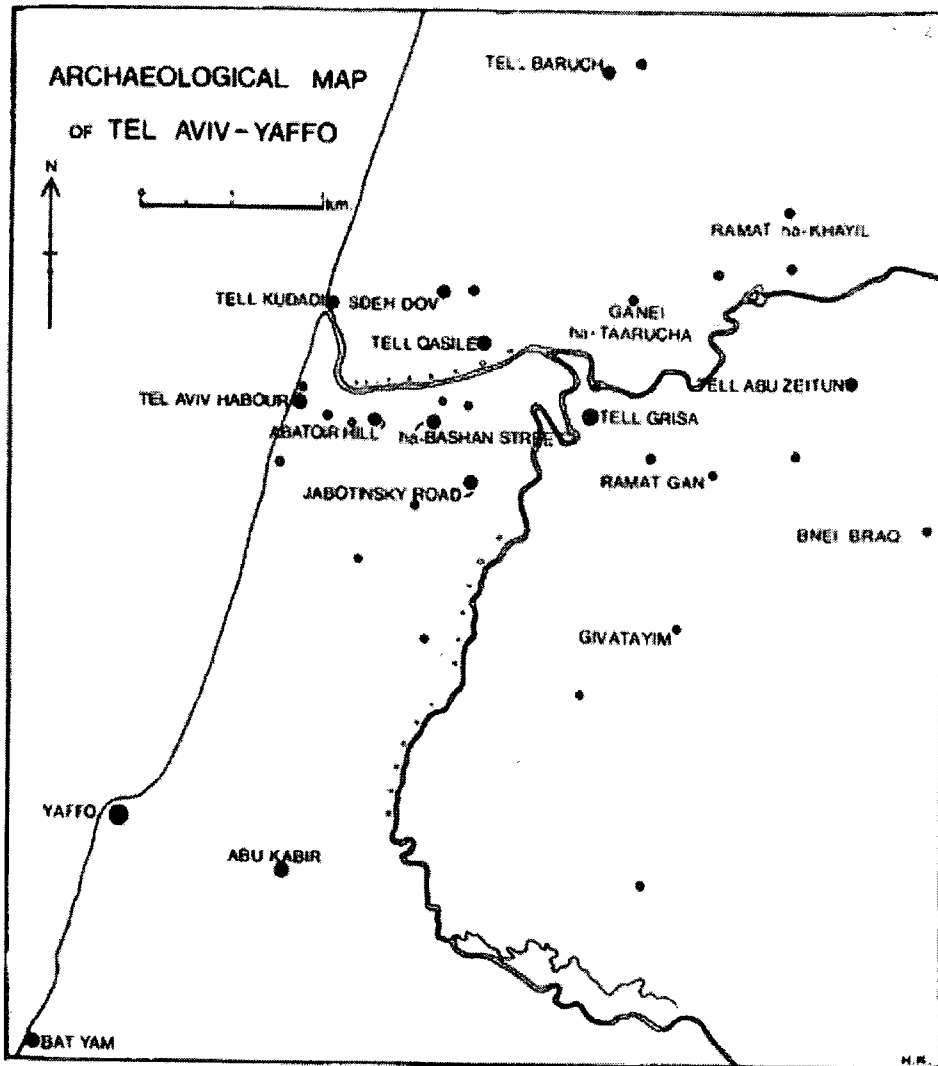 ARCHAEOLOGICAL MAP
OF TEL AVIV-YAFFO
N
km.
TELL BARUCH
RAMAT ha-KHAYIL
TELL KUDADI
SDEH DOV
GANEI
ha-TAARUCHA
TELL QASILE
TELL ABU ZEITUN
TEL AVIV HABOUR
ABATOIR HILL
ha-BASHAN STREE
TELL GRISA
JABOTINSKY ROAD
RAMAT GAN
BNEI BRAQ
GIVATAYIM
YAFFO
ABU KABIR
BAT YAM